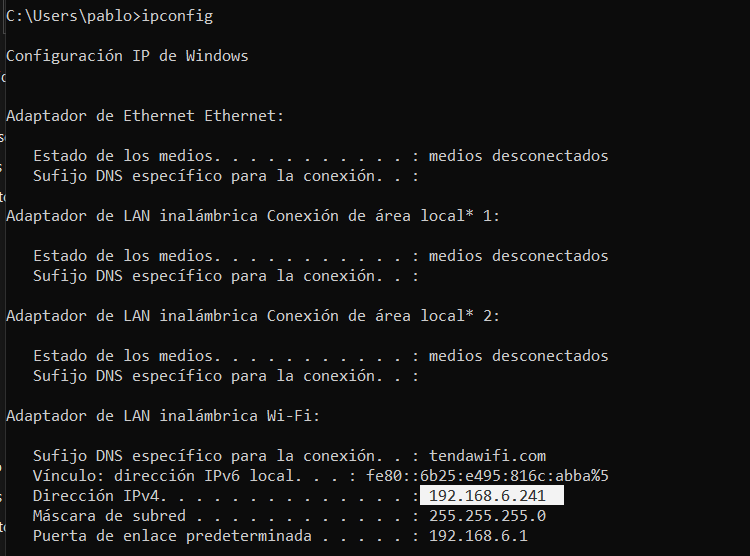 C:\Users\pablo>ipconfig
Configuración IP de Windows
Adaptador de Ethernet Ethernet:
Estado de los medios. . . . . . . . . . . : medios desconectados
Sufijo DNS específico para la conexión. . :
Adaptador de LAN inalámbrica Conexión de área local* 1:
Estado de los medios. . . . . . . . . . . : medios desconectados
Sufijo DNS específico para la conexión. . :
Adaptador de LAN inalámbrica Conexión de área local* 2:
Estado de los medios. . . . . . . . . . . : medios desconectados
Sufijo DNS específico para la conexión. . :
Adaptador de LAN inalámbrica Wi-Fi:
Sufijo DNS específico para la conexión. . : tendawifi.com
Vínculo: dirección IPv6 local. . . : fe80::6b25:e495:816c:abba%5
Dirección IPv4. . . . . . . . . . . . . . : 192.168.6.241
Máscara de subred . . . . . . . . . . . . : 255.255.255.0
Puerta de enlace predeterminada . . . . . : 192.168.6.1